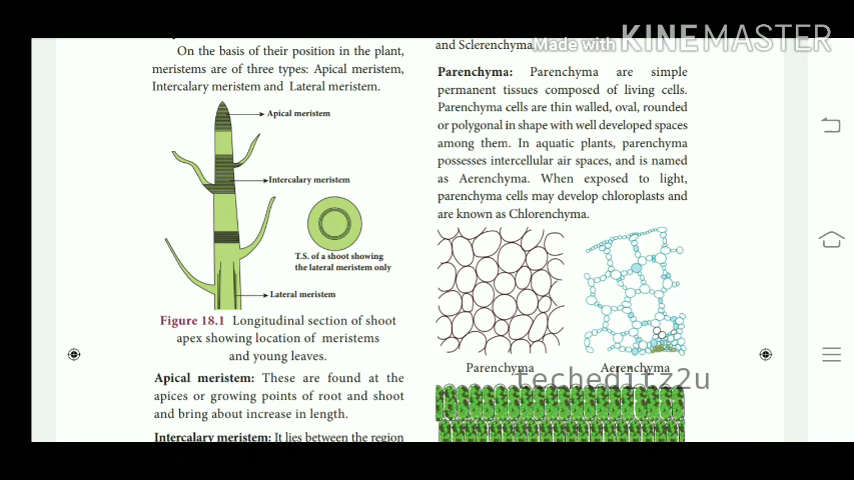 On the basis of their position in the plant,
meristems are of three types: Apical meristem,
Intercalary meristem and Lateral meristem.
Apical meristem
Intercalary meristem
T.S. of a shoot showing
the lateral meristem only
Lateral meristem
Figure 18.1 Longitudinal section of shoot
apex showing location of meristems
and young leaves.
Apical meristem: These are found at the
apices or growing points of root and shoot
and bring about increase in length.
Intercalary meristem: It lies between the region
and Sclerenchyma.
Made with KINEMASTER
Parenchyma: Parenchyma are simple
permanent tissues composed of living cells.
Parenchyma cells are thin walled, oval, rounded
or polygonal in shape with well developed spaces
among them. In aquatic plants, parenchyma
possesses intercellular air spaces, and is named
as Aerenchyma. When exposed to light,
parenchyma cells may develop chloroplasts and
are known as Chlorenchyma.
Parenchyma
Aerenchyma
techeditz2u